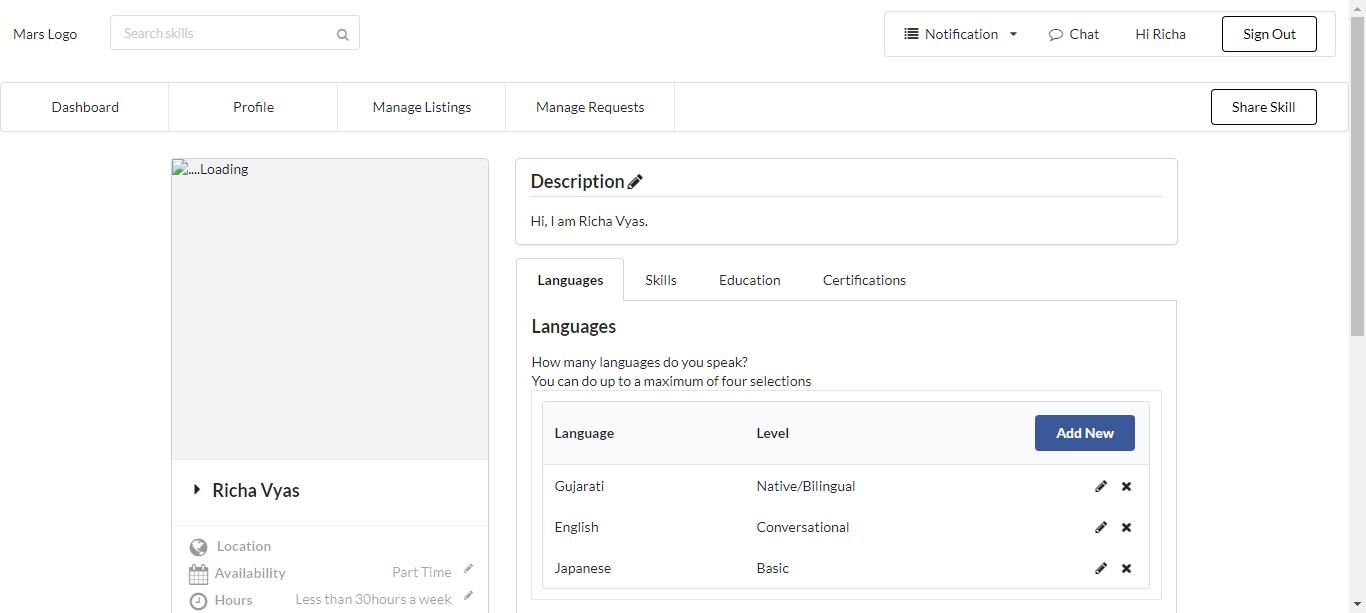 Mars Logo
Search skills
Notification
Chat
Hi Richa
Sign Out
Dashboard
Profile
Manage Listings
Manage Requests
Share Skill
....Loading
Richa Vyas
Location
Availability
Part Time
Hours
Less than 30hours a week
Description
Hi, I am Richa Vyas.
Languages
Skills
Education
Certifications
Languages
How many languages do you speak?
You can do up to a maximum of four selections
Language
Level
Add New
Gujarati
Native/Bilingual
English
Conversational
Japanese
Basic